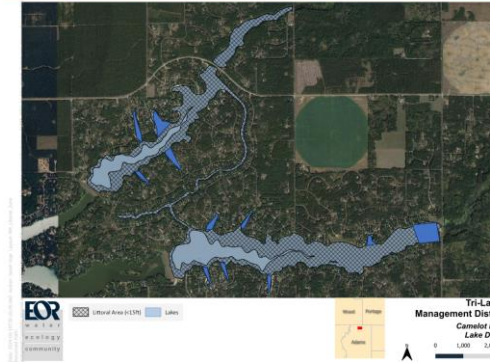 EOR
water
ecology
community
Littoral Area (<15ft)
Lakes
Wood
Portage
Adams
Tri-La
Management Dist
Camelot
Lake D
N
0 1,000 2,0